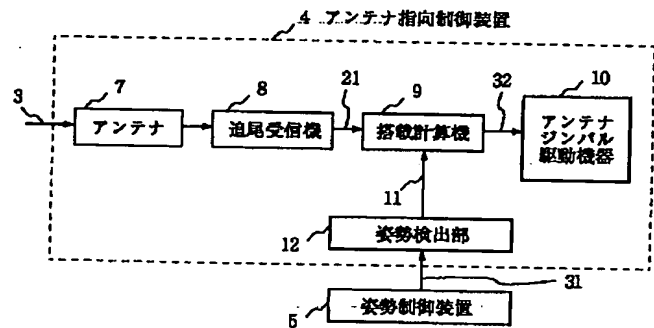 4 アンテナ指向制御装置
3
7
アンテナ
8
追尾受信機
21
9
搭載計算機
32
10
アンテナ
ジンバル
駆動機器
11
12
姿勢検出部
31
5
姿勢制御装置